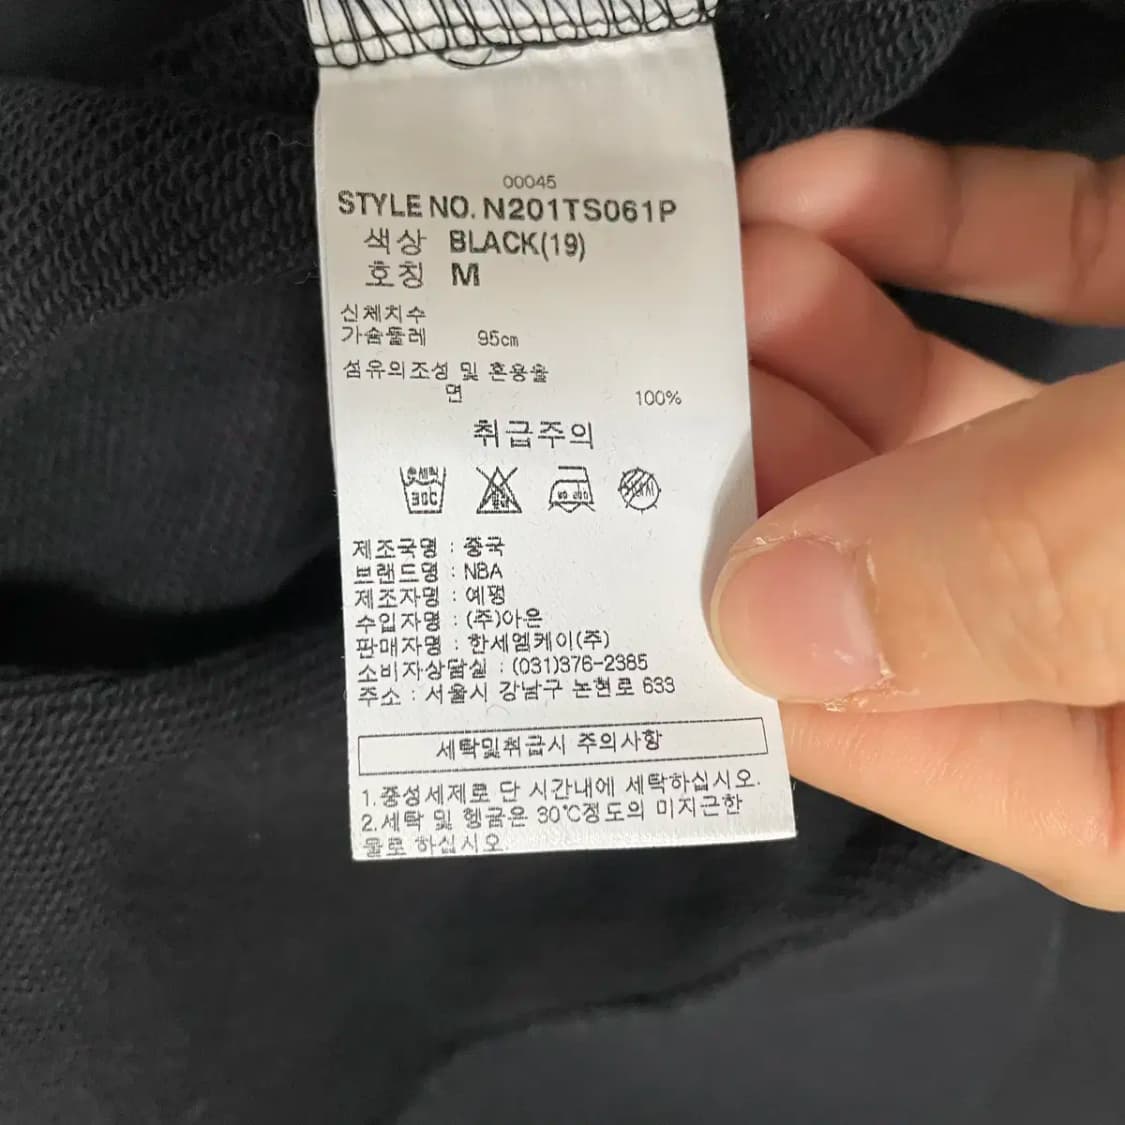 00045
STYLE NO. N201TS061P
색상 BLACK(19)
호칭 M
신체치수
가슴둘레 95cm
섬유의조성 및 혼용율
면 100%
취급주의
손세탁
30℃
제조국명 : 중국
브랜드명 : NBA
제조자명 : 예평
수입자명 : (주)아은
판매자명 : 한세엠케이(주)
소비자상담실 : (031)376-2385
주소 : 서울시 강남구 논현로 633
세탁및취급시 주의사항
1.중성세제로 단 시간내에 세탁하십시오.
2.세탁 및 헹굼은 30℃정도의 미지근한
물로 하십시오.